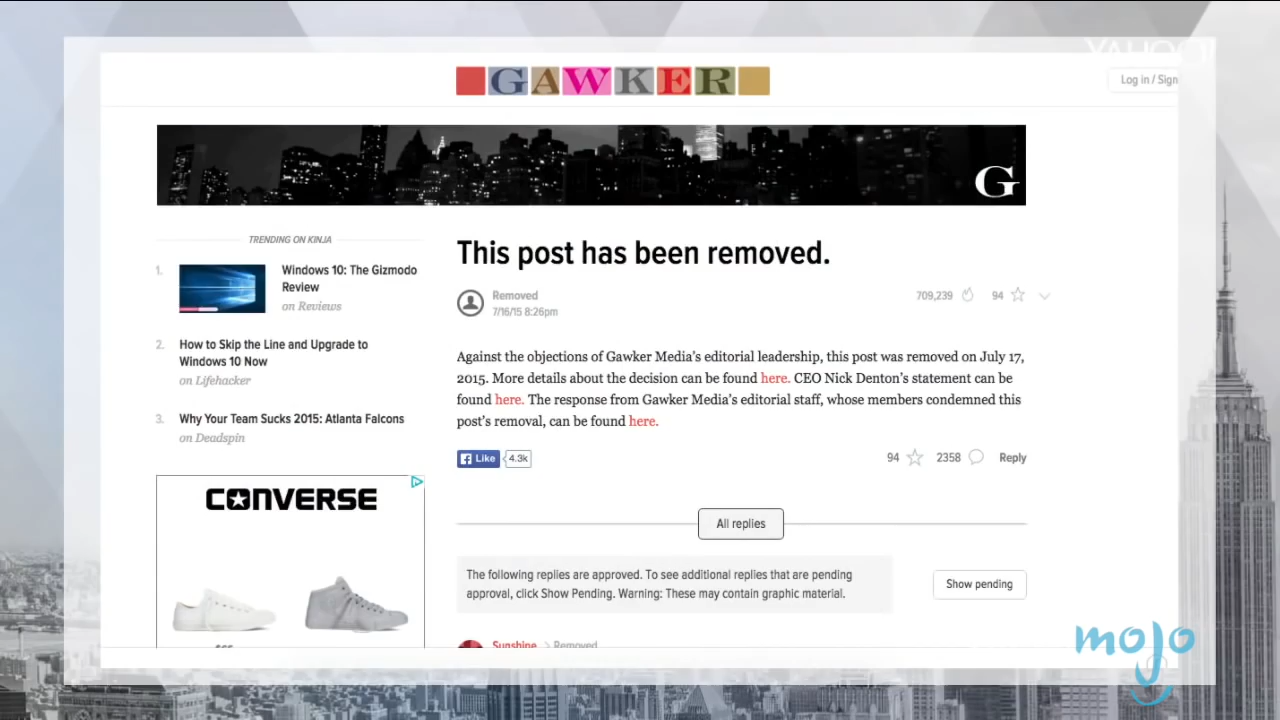 YAHOO!
GAWKER
Log in / Sign
G
TRENDING ON KINJA
1.
Windows 10: The Gizmodo
Review
on Reviews
2.
How to Skip the Line and Upgrade to
Windows 10 Now
on Lifehacker
3.
Why Your Team Sucks 2015: Atlanta Falcons
on Deadspin
CONVERSE
This post has been removed.
Removed
7/16/15 8:26pm
709,239
94
Against the objections of Gawker Media's editorial leadership, this post was removed on July 17,
2015. More details about the decision can be found here. CEO Nick Denton's statement can be
found here. The response from Gawker Media's editorial staff, whose members condemned this
post's removal, can be found here.
Like 4.3k
94
2358
Reply
All replies
The following replies are approved. To see additional replies that are pending
approval, click Show Pending. Warning: These may contain graphic material.
Show pending
Sunshine > Removed
mojo